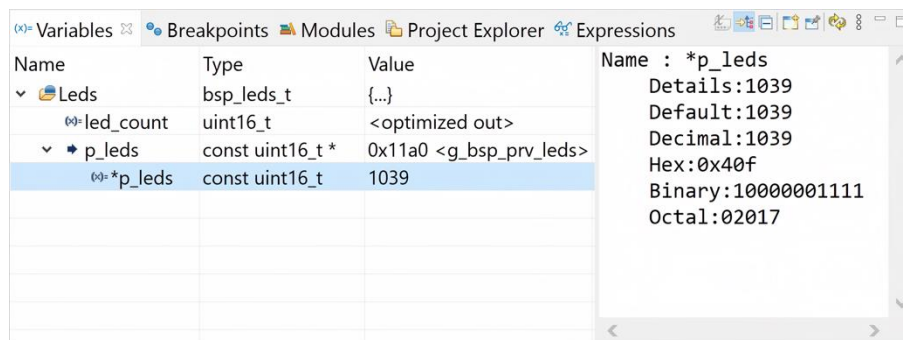 Variables Breakpoints Modules Project Explorer Expressions
Name Type Value
Leds bsp_leds_t {...}
led_count uint16_t <optimized out>
p_leds const uint16_t * 0x11a0 <g_bsp_prv_leds>
*p_leds const uint16_t 1039
Name : *p_leds
Details:1039
Default:1039
Decimal:1039
Hex:0x40f
Binary:10000001111
Octal:02017